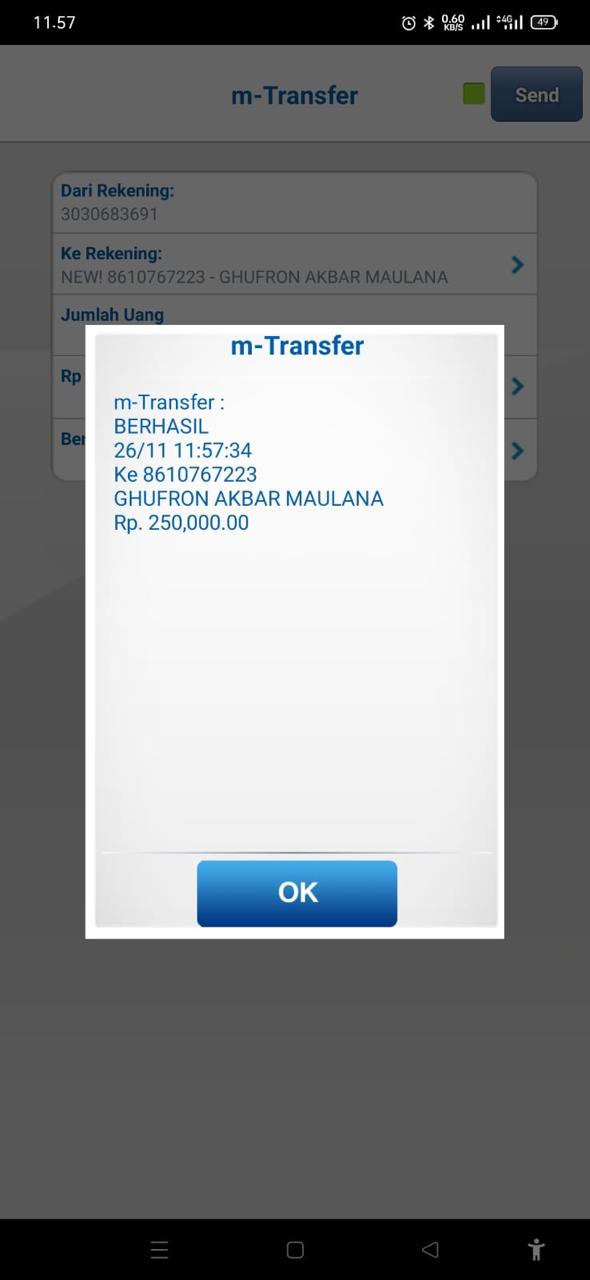 11.57
0.60
KB/S
4G
49
m-Transfer
Send
Dari Rekening:
3030683691
Ke Rekening:
NEW! 8610767223 - GHUFRON AKBAR MAULANA
Jumlah Uang
Rp
Ber
m-Transfer
m-Transfer :
BERHASIL
26/11 11:57:34
Ke 8610767223
GHUFRON AKBAR MAULANA
Rp. 250,000.00
OK